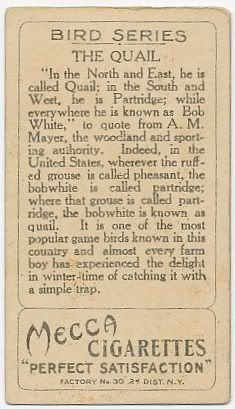 BIRD SERIES
THE QUAIL
"In the North and East, he is
called Quail; in the South and
West, he is Partridge; while
everywhere he is known as Bob
White," to quote from A. M.
Mayer, the woodland and sport-
ing authority. Indeed, in the
United States, wherever the ruff-
ed grouse is called pheasant, the
bobwhite is called partridge;
where that grouse is called part-
ridge, the bobwhite is known as
quail. It is one of the most
popular game birds known in this
country and almost every farm
boy has experienced the delight
in winter-time of catching it with
a simple trap.
MECCA
CIGARETTES
"PERFECT SATISFACTION"
FACTORY No. 30 2d DIST. N.Y.